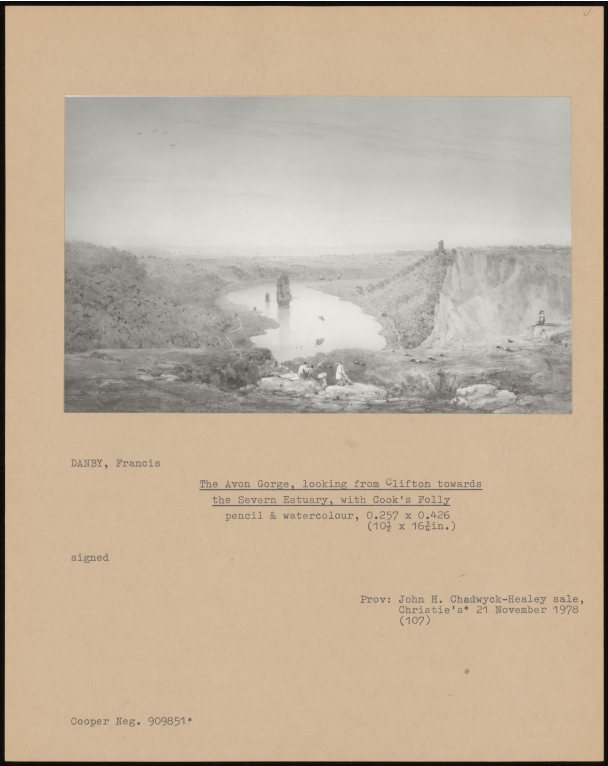 DANBY, Francis
The Avon Gorge, looking from Clifton towards
the Severn Estuary, with Cook's Folly
pencil & watercolour, 0.257 x 0.426
(10⅛ x 16¾in.)
signed
Prov: John H. Chadwyck-Healey sale,
Christie's* 21 November 1978
(107)
Cooper Neg. 909851*